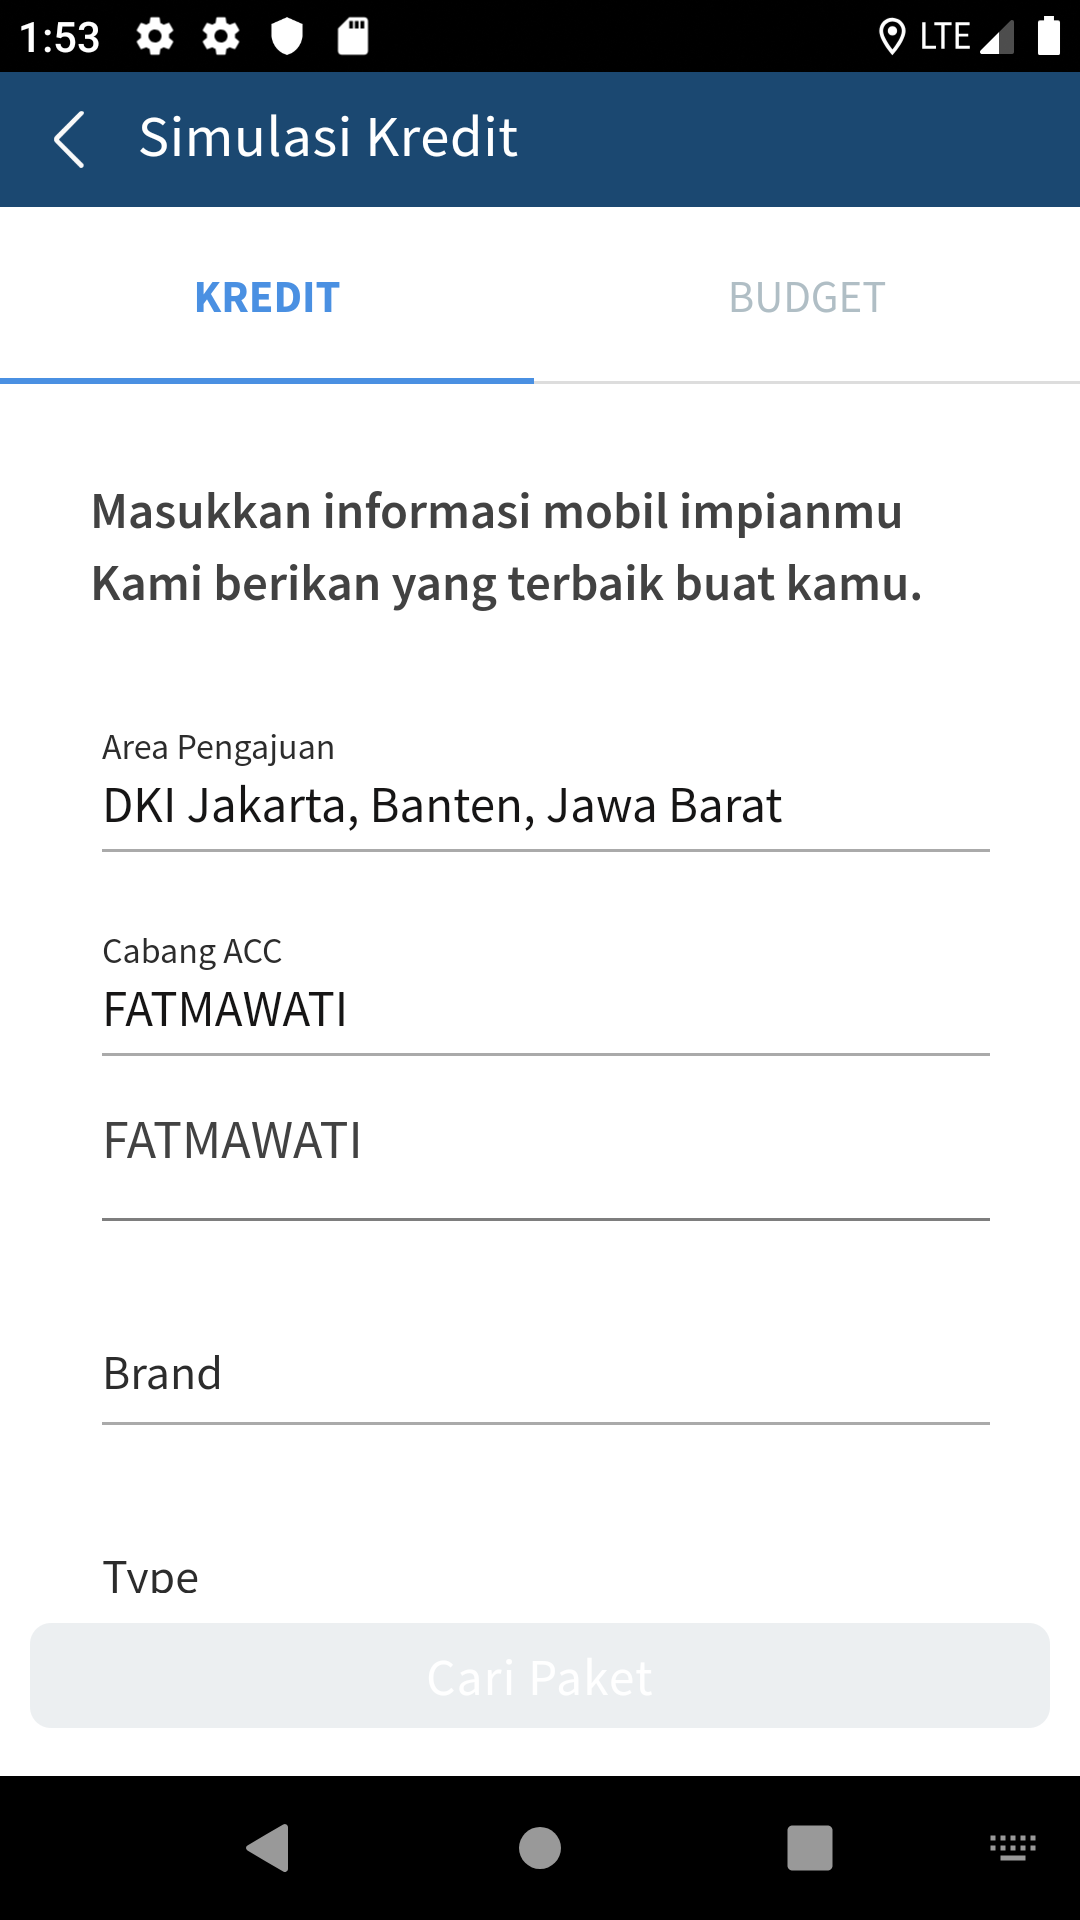 1:53
LTE
Simulasi Kredit
KREDIT
BUDGET
Masukkan informasi mobil impianmu
Kami berikan yang terbaik buat kamu.
Area Pengajuan
DKI Jakarta, Banten, Jawa Barat
Cabang ACC
FATMAWATI
FATMAWATI
Brand
Type
Cari Paket